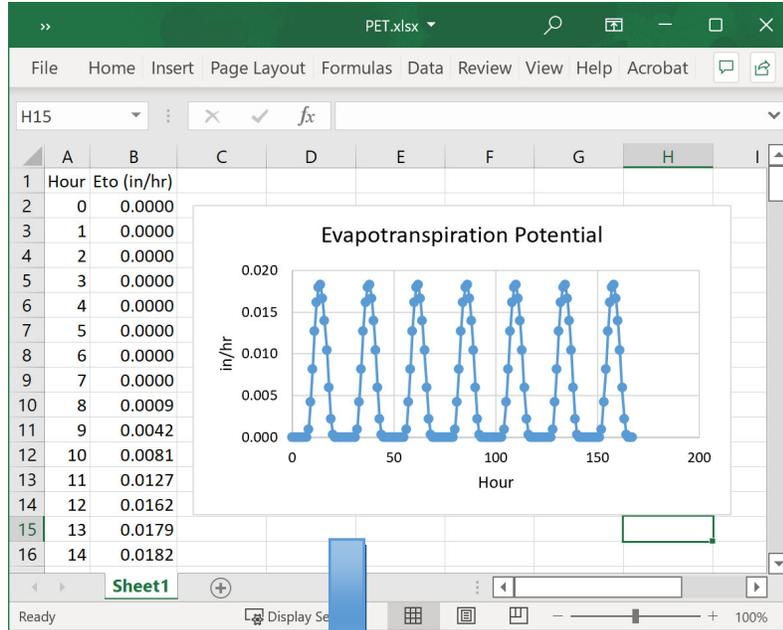 ›› PET.xlsx
File Home Insert Page Layout Formulas Data Review View Help Acrobat
H15 fx
A B C D E F G H I
1 Hour Eto (in/hr)
2 0 0.0000
3 1 0.0000
4 2 0.0000
5 3 0.0000
6 4 0.0000
7 5 0.0000
8 6 0.0000
9 7 0.0000
10 8 0.0009
11 9 0.0042
12 10 0.0081
13 11 0.0127
14 12 0.0162
15 13 0.0179
16 14 0.0182
Evapotranspiration Potential
0.020
0.015
0.010
0.005
0.000
in/hr
0 50 100 150 200
Hour
Sheet1
Ready Display Se 100%